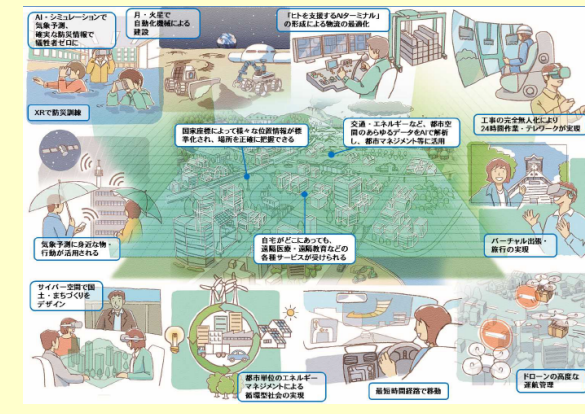 AI・シミュレーションで
気象予測、
確実な防災情報で
犠牲者ゼロに
月・火星で
自動化機械による
建設
「ヒトを支援するAIターミナル」
の形成による物流の最適化
XRで防災訓練
国家座標によって様々な位置情報が標
準化され、場所を正確に把握できる
交通・エネルギーなど、都市空
間のあらゆるデータをAIで解析
し、都市マネジメント等に活用
工事の完全無人化により
24時間作業・テレワークが実現
気象予測に身近な物・
行動が活用される
自宅がどこにあっても、
遠隔医療・遠隔教育などの
各種サービスが受けられる
バーチャル出張・
旅行の実現
サイバー空間で国
土・まちづくりを
デザイン
都市単位のエネルギー
マネジメントによる
循環型社会の実現
最短時間経路で移動
ドローンの高度な
運航管理